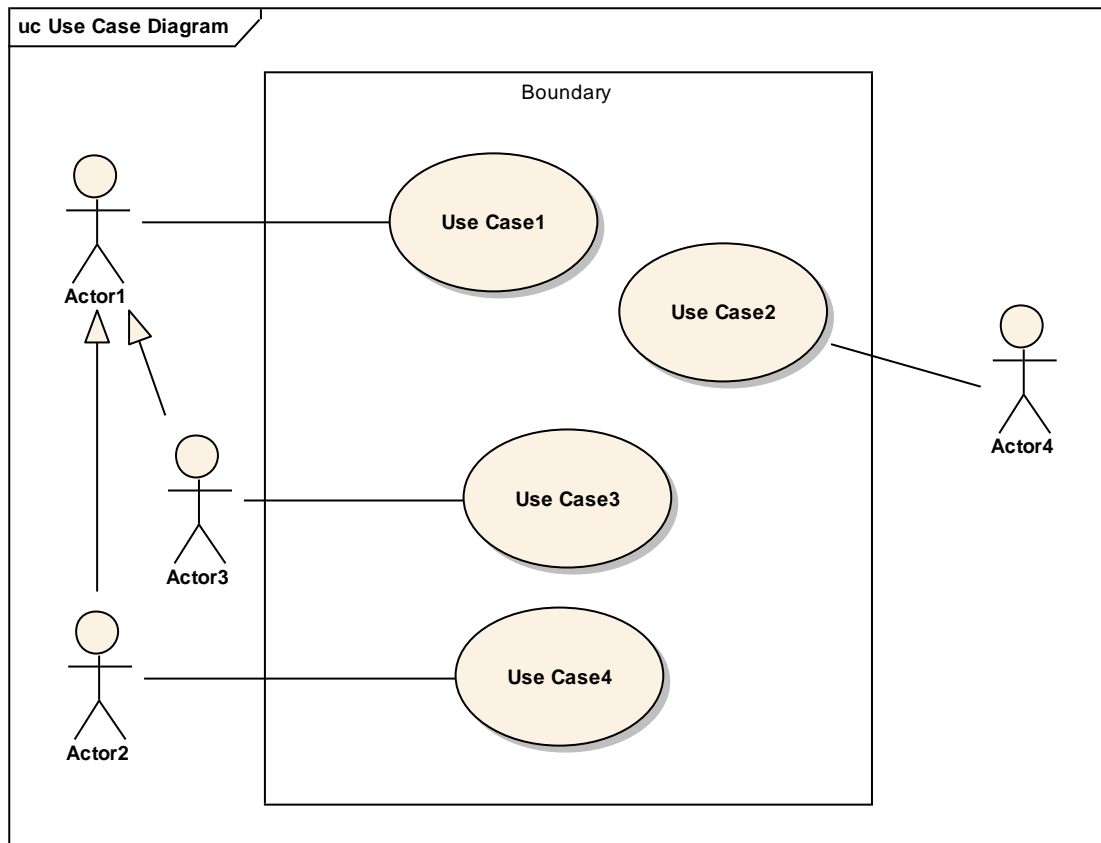 uc Use Case Diagram
Boundary
Use Case1
Actor1
Use Case2
Actor4
Use Case3
Actor3
Use Case4
Actor2